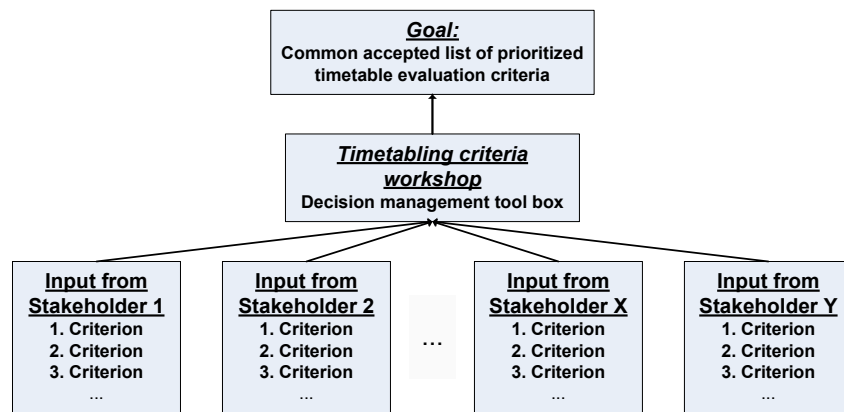 Goal:
Common accepted list of prioritized
timetable evaluation criteria
Timetabling criteria
workshop
Decision management tool box
Input from
Stakeholder 1
1. Criterion
2. Criterion
3. Criterion
...
Input from
Stakeholder 2
1. Criterion
2. Criterion
3. Criterion
...
...
Input from
Stakeholder X
1. Criterion
2. Criterion
3. Criterion
...
Input from
Stakeholder Y
1. Criterion
2. Criterion
3. Criterion
...